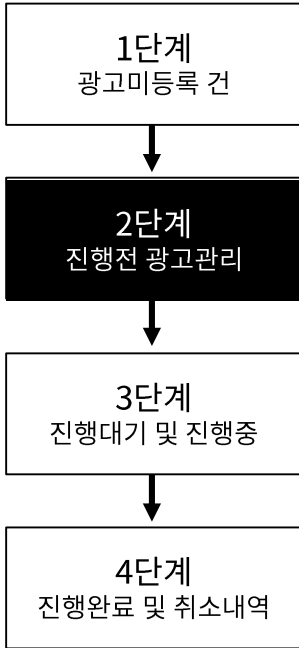 1단계
광고미등록 건
2단계
진행전 광고관리
3단계
진행대기 및 진행중
4단계
진행완료 및 취소내역